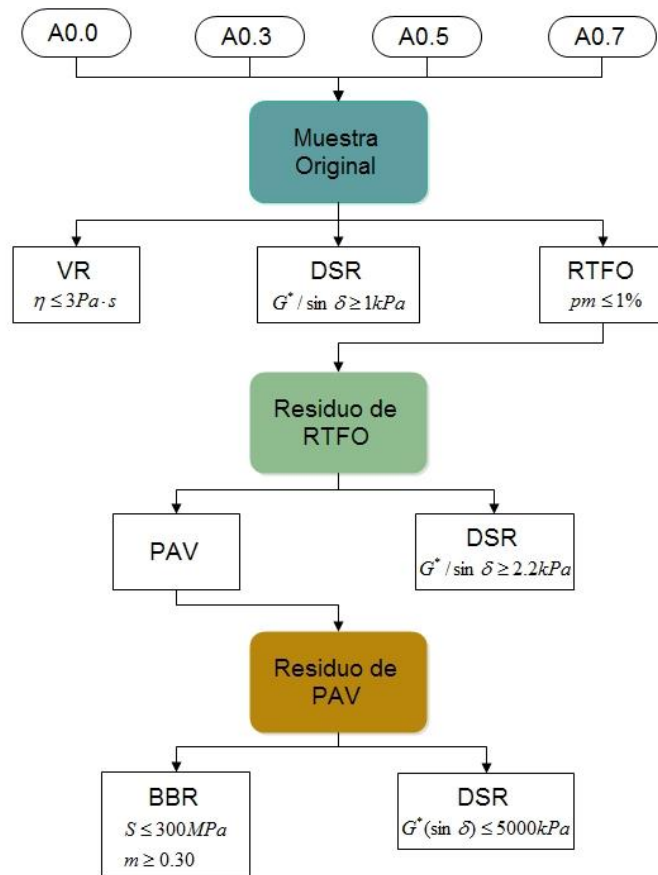 A0.0
A0.3
A0.5
A0.7
Muestra
Original
VR
η ≤ 3Pa · s
DSR
G* / sin δ ≥ 1kPa
RTFO
pm ≤ 1%
Residuo de
RTFO
PAV
DSR
G* / sin δ ≥ 2.2kPa
Residuo de
PAV
BBR
S ≤ 300MPa
m ≥ 0.30
DSR
G*(sin δ) ≤ 5000kPa